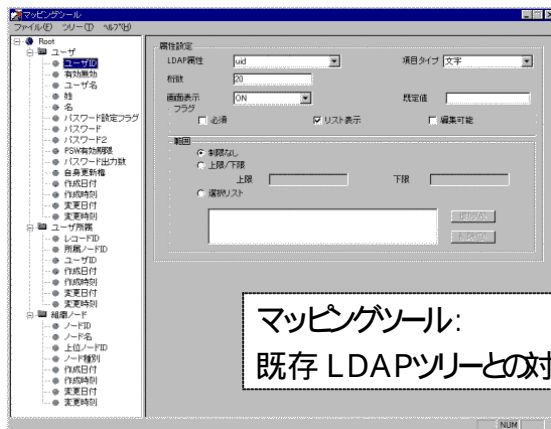 マッピングツール
ファイル(E) ツリー(T) ヘルプ(H)
Root
ユーザ
ユーザID
有効無効
ユーザ名
姓
名
パスワード設定フラグ
パスワード
パスワード2
PSW有効期限
パスワード出力数
自身更新権
作成日付
作成時刻
変更日付
変更時刻
ユーザ所属
レコードID
所属ノードID
ユーザID
作成日付
作成時刻
変更日付
変更時刻
組織ノード
ノードID
ノード名
上位ノードID
ノード種別
作成日付
作成時刻
変更日付
変更時刻
属性設定
LDAP属性 uid 項目タイプ 文字
桁数 20
画面表示 ON 既定値
フラグ
必須 リスト表示 編集可能
範囲
制限なし
上限/下限
上限 下限
選択リスト
マッピングツール:
既存LDAPツリーとの対
NUM